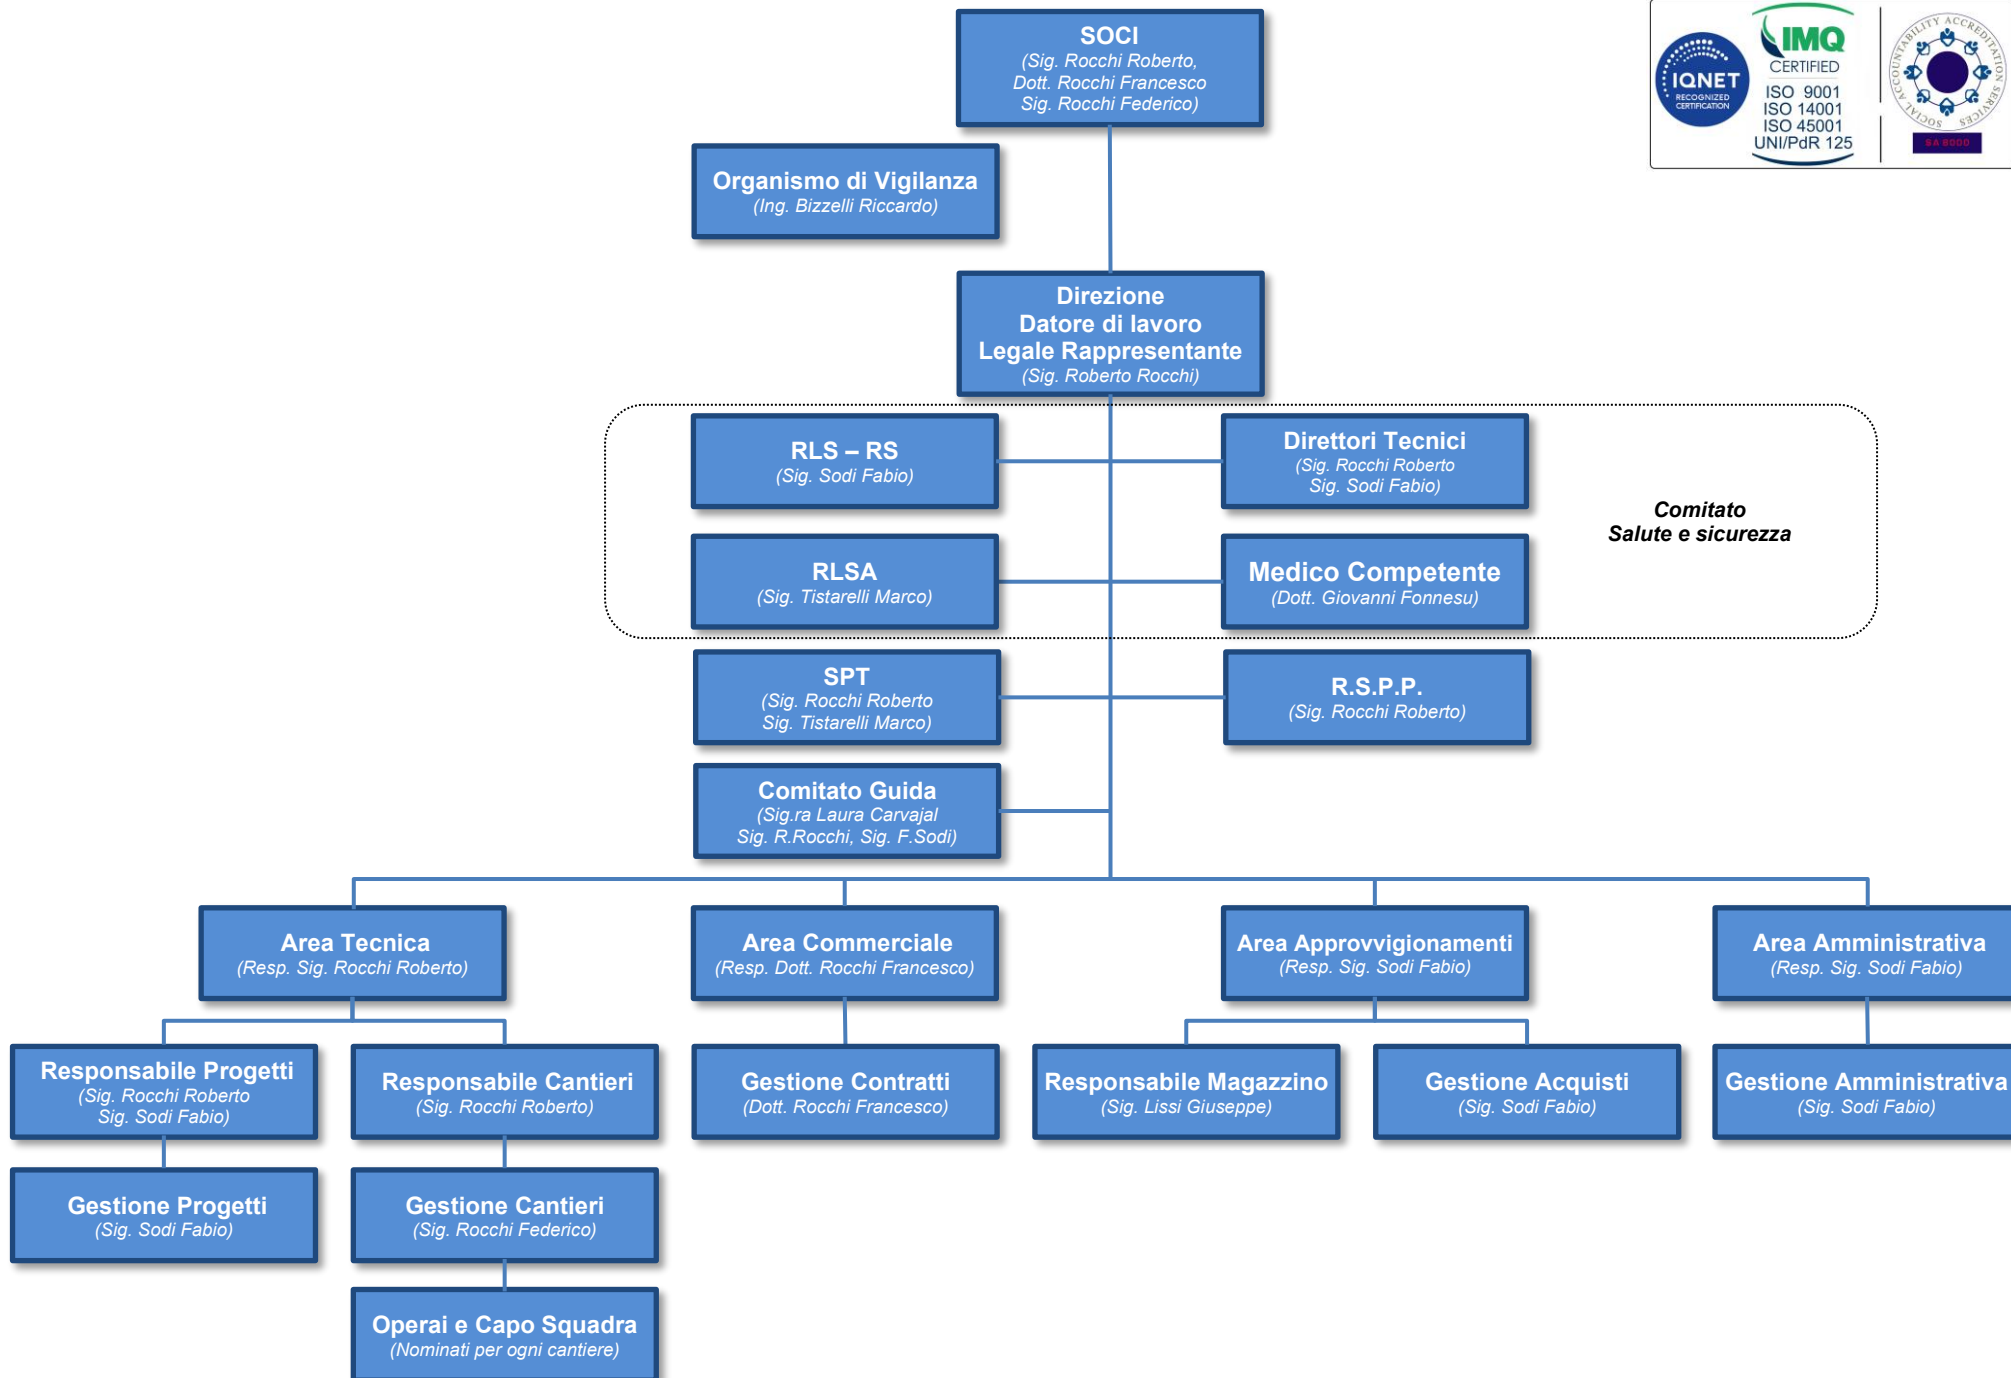 SOCI
(Sig. Rocchi Roberto,
Dott. Rocchi Francesco
Sig. Rocchi Federico)
IQNET
RECOGNIZED
CERTIFICATION
IMQ
CERTIFIED
ISO 9001
ISO 14001
ISO 45001
UNI/PdR 125
SOCIAL ACCOUNTABILITY ACCREDITATION SERVICES
SA 8000
Organismo di Vigilanza
(Ing. Bizzelli Riccardo)
Direzione
Datore di lavoro
Legale Rappresentante
(Sig. Roberto Rocchi)
RLS – RS
(Sig. Sodi Fabio)
Direttori Tecnici
(Sig. Rocchi Roberto
Sig. Sodi Fabio)
Comitato
Salute e sicurezza
RLSA
(Sig. Tistarelli Marco)
Medico Competente
(Dott. Giovanni Fonnesu)
SPT
(Sig. Rocchi Roberto
Sig. Tistarelli Marco)
R.S.P.P.
(Sig. Rocchi Roberto)
Comitato Guida
(Sig.ra Laura Carvajal
Sig. R.Rocchi, Sig. F.Sodi)
Area Tecnica
(Resp. Sig. Rocchi Roberto)
Area Commerciale
(Resp. Dott. Rocchi Francesco)
Area Approvvigionamenti
(Resp. Sig. Sodi Fabio)
Area Amministrativa
(Resp. Sig. Sodi Fabio)
Responsabile Progetti
(Sig. Rocchi Roberto
Sig. Sodi Fabio)
Responsabile Cantieri
(Sig. Rocchi Roberto)
Gestione Contratti
(Dott. Rocchi Francesco)
Responsabile Magazzino
(Sig. Lissi Giuseppe)
Gestione Acquisti
(Sig. Sodi Fabio)
Gestione Amministrativa
(Sig. Sodi Fabio)
Gestione Progetti
(Sig. Sodi Fabio)
Gestione Cantieri
(Sig. Rocchi Federico)
Operai e Capo Squadra
(Nominati per ogni cantiere)